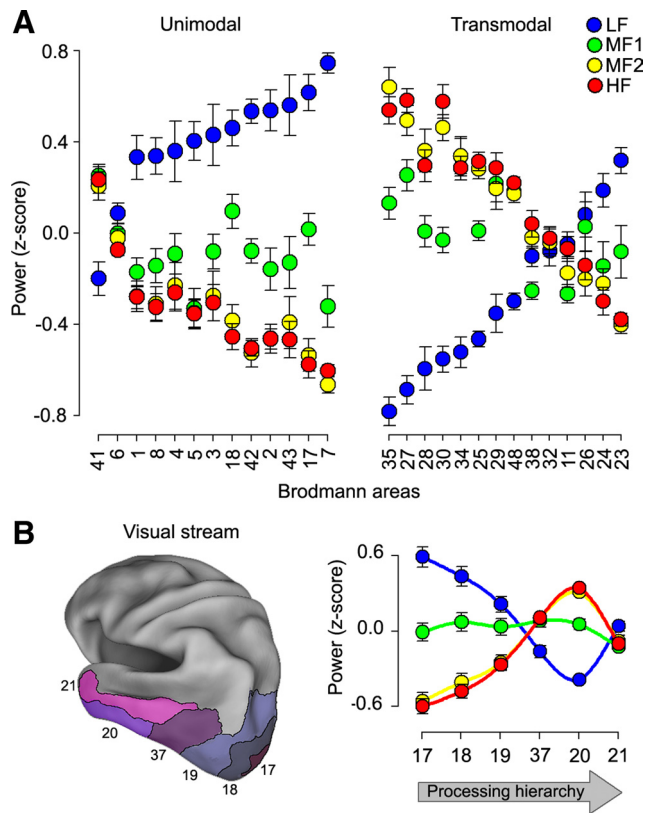 A
Unimodal
Transmodal
LF
MF1
MF2
HF
Power (z-score)
0.8
0.4
0.0
-0.4
-0.8
41 6 1 8 4 5 3 18 42 2 43 17 7
35 27 28 30 34 25 29 48 38 32 11 26 24 23
Brodmann areas
B
Visual stream
21
20
37
19
18
17
Power (z-score)
0.6
0.0
-0.6
17 18 19 37 20 21
Processing hierarchy